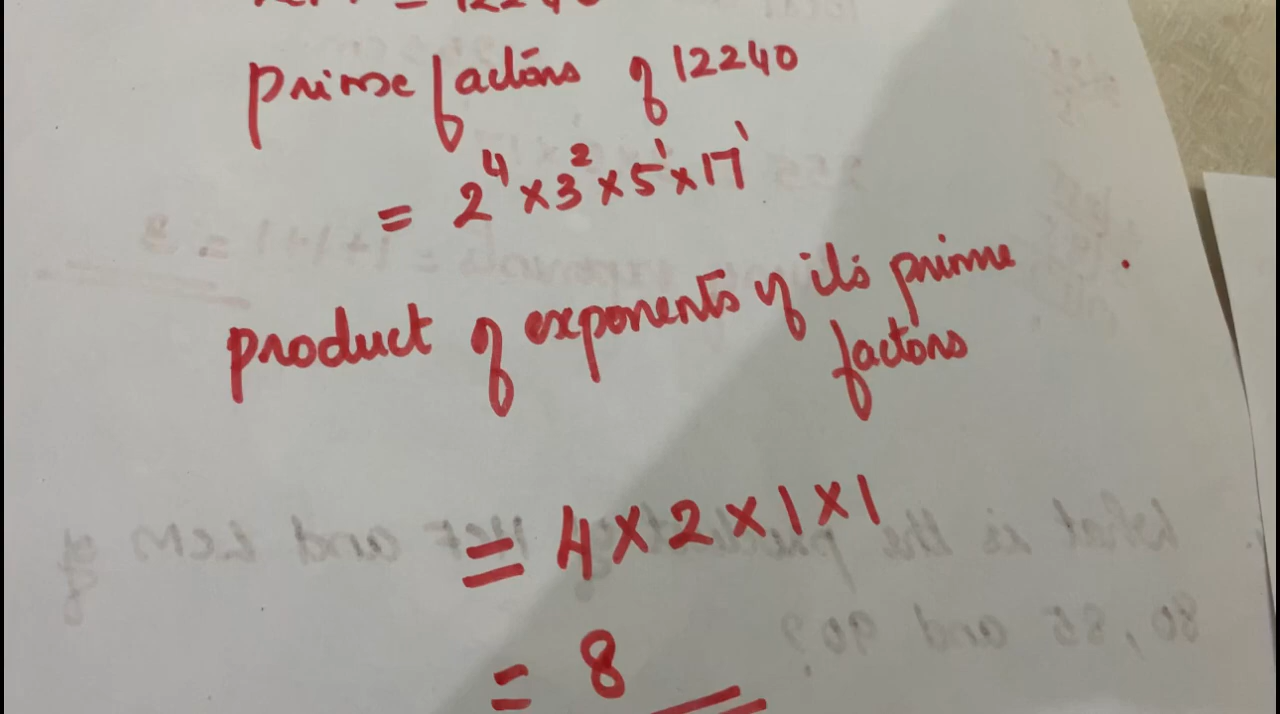 = 12240
prime factors of 12240
= 2⁴ × 3² × 5¹ × 17¹
product of exponents of its prime
factors
= 4 × 2 × 1 × 1
= 8